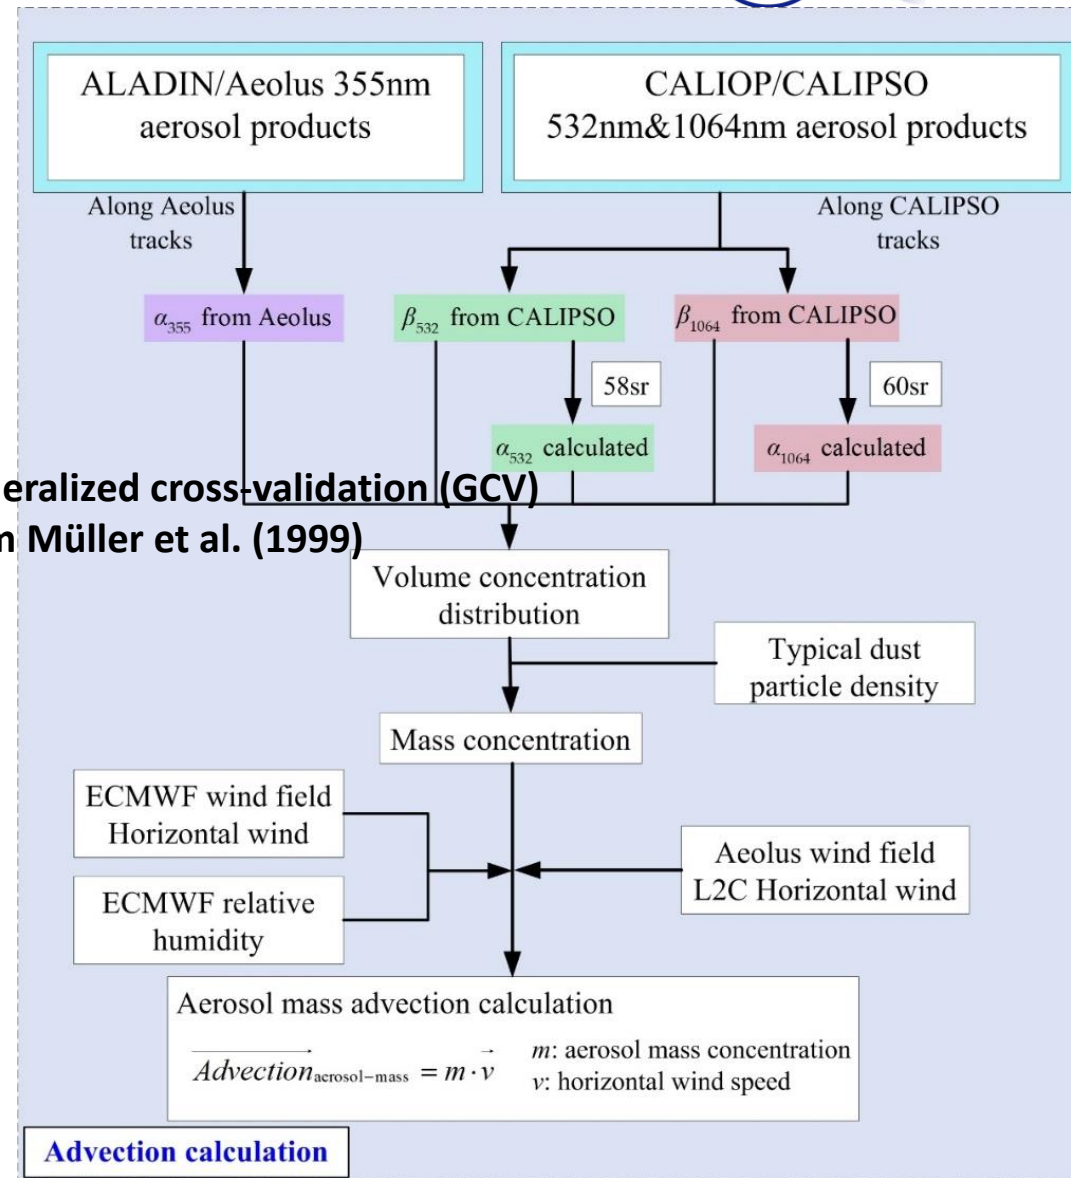 ALADIN/Aeolus 355nm
aerosol products
CALIOP/CALIPSO
532nm&1064nm aerosol products
Along Aeolus
tracks
Along CALIPSO
tracks
α355 from Aeolus
β532 from CALIPSO
β1064 from CALIPSO
58sr
60sr
α532 calculated
α1064 calculated
eralized cross-validation (GCV)
Müller et al. (1999)
Volume concentration
distribution
Typical dust
particle density
Mass concentration
ECMWF wind field
Horizontal wind
Aeolus wind field
L2C Horizontal wind
ECMWF relative
humidity
Aerosol mass advection calculation
Advection aerosol−mass = m · v
m: aerosol mass concentration
v: horizontal wind speed
Advection calculation